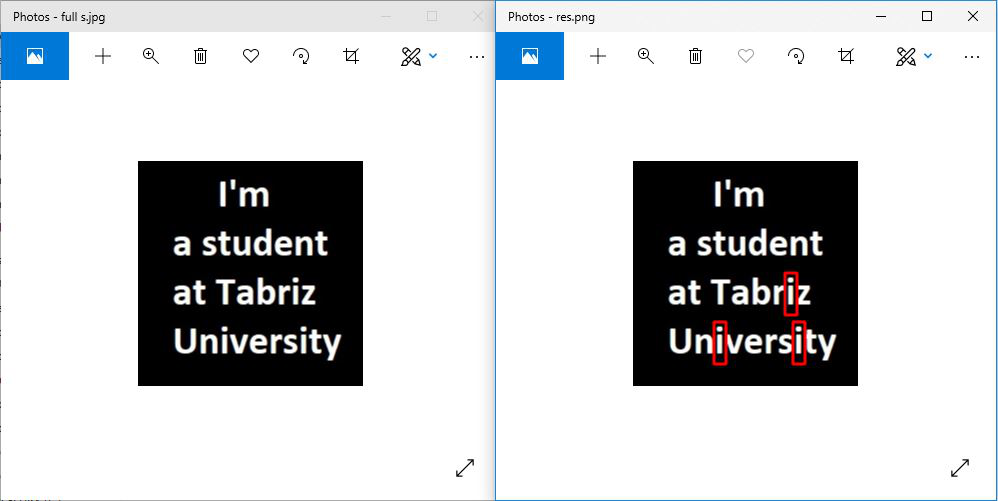 Photos - full s.jpg
I'm
a student
at Tabriz
University
Photos - res.png
I'm
a student
at Tabriz
University